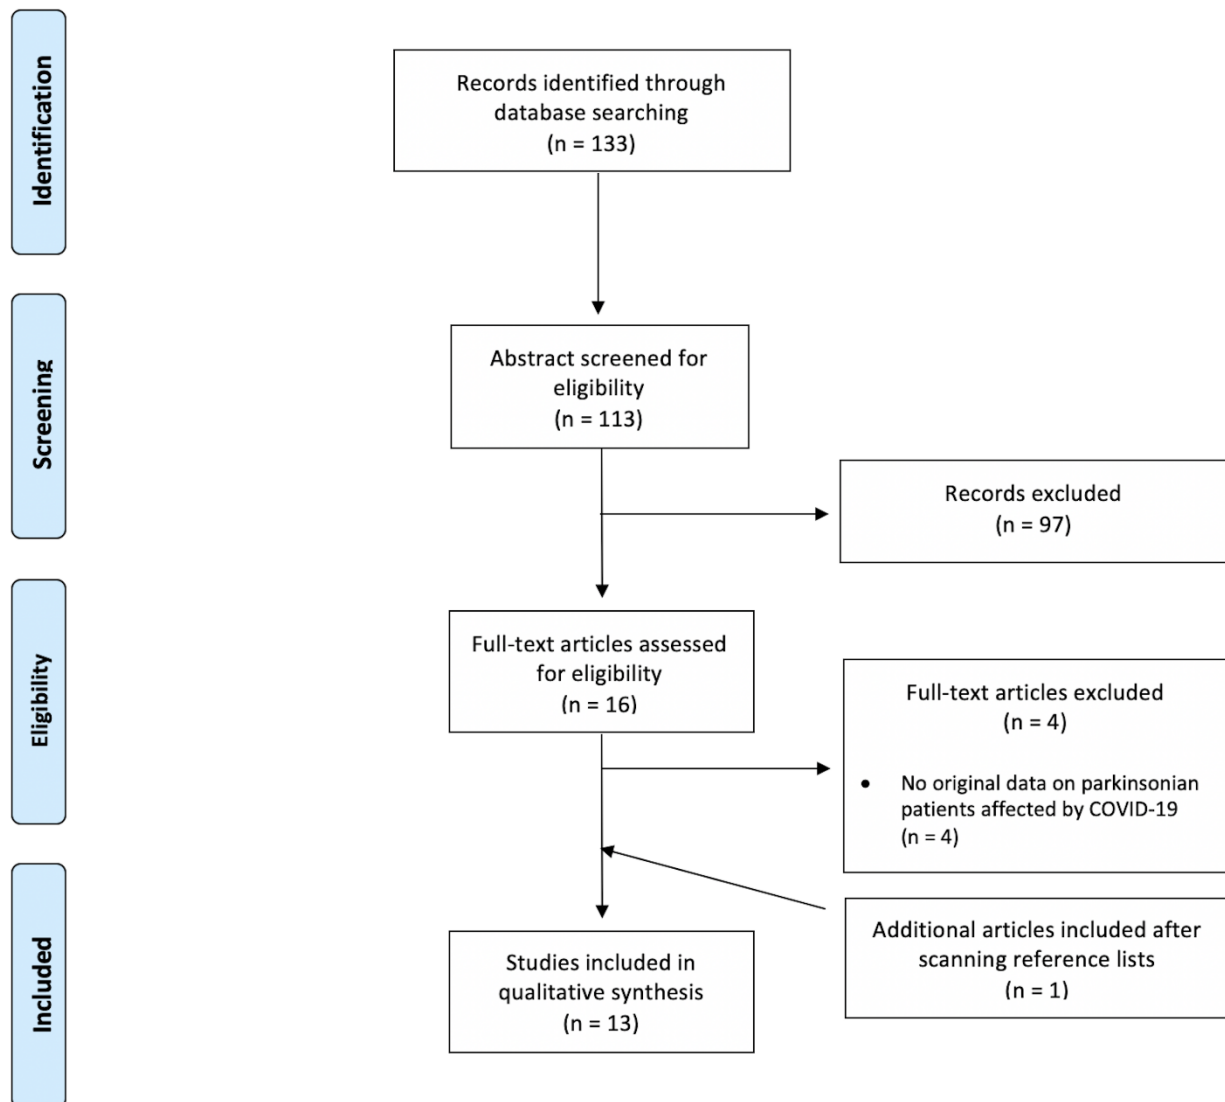 Identification
Records identified through
database searching
(n = 133)
Screening
Abstract screened for
eligibility
(n = 113)
Records excluded
(n = 97)
Eligibility
Full-text articles assessed
for eligibility
(n = 16)
Full-text articles excluded
(n = 4)
• No original data on parkinsonian
patients affected by COVID-19
(n = 4)
Included
Additional articles included after
scanning reference lists
(n = 1)
Studies included in
qualitative synthesis
(n = 13)